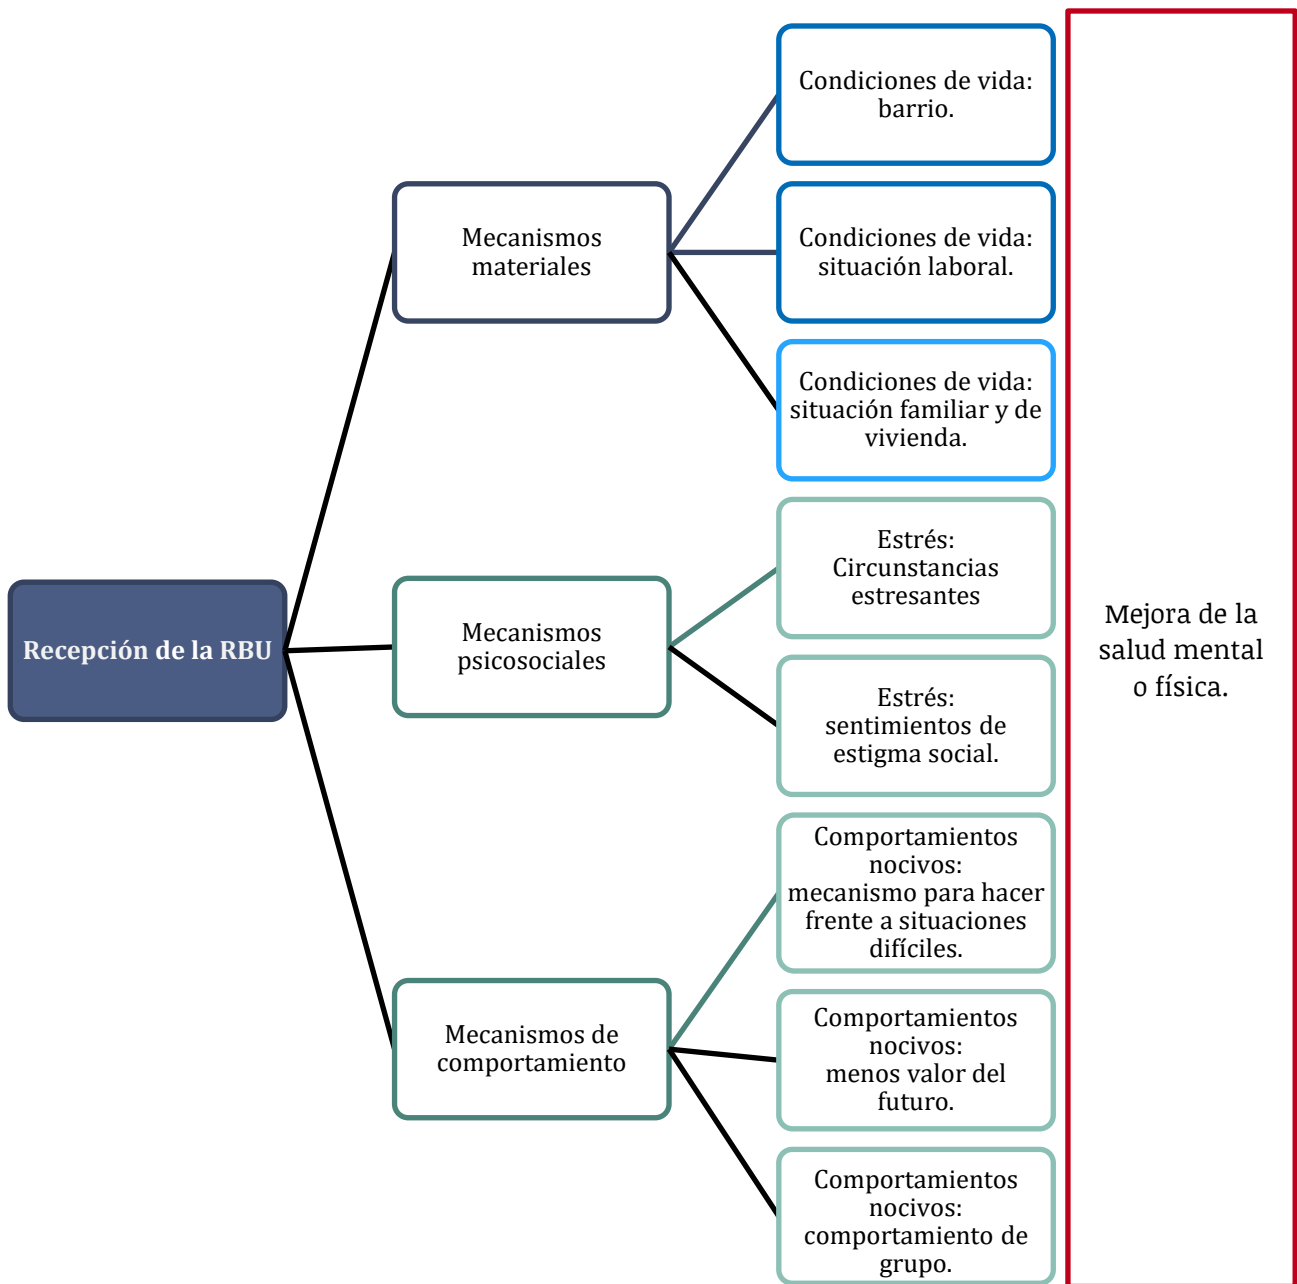 Recepción de la RBU
Mecanismos
materiales
Condiciones de vida:
barrio.
Condiciones de vida:
situación laboral.
Condiciones de vida:
situación familiar y de
vivienda.
Mecanismos
psicosociales
Estrés:
Circunstancias
estresantes
Estrés:
sentimientos de
estigma social.
Mecanismos de
comportamiento
Comportamientos
nocivos:
mecanismo para hacer
frente a situaciones
difíciles.
Comportamientos
nocivos:
menos valor del
futuro.
Comportamientos
nocivos:
comportamiento de
grupo.
Mejora de la
salud mental
o física.